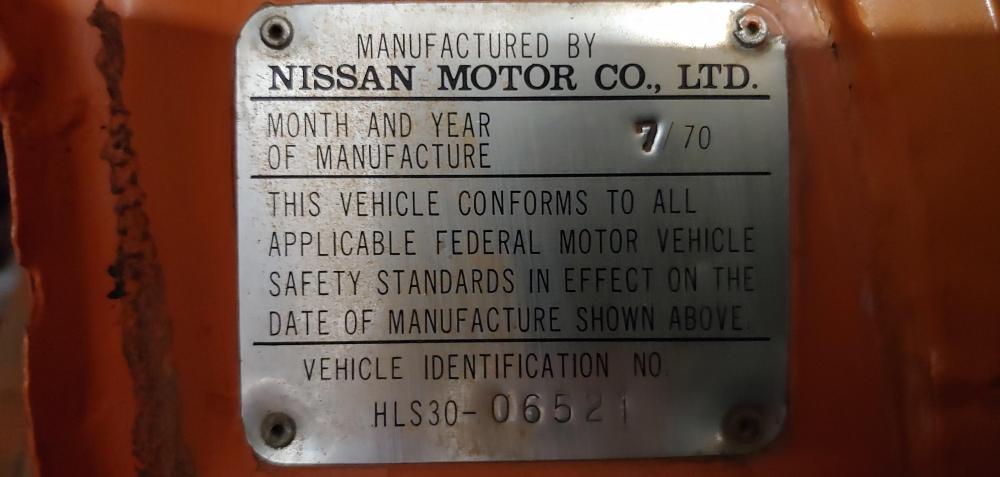 MANUFACTURED BY
NISSAN MOTOR CO., LTD.
MONTH AND YEAR
OF MANUFACTURE 7/70
THIS VEHICLE CONFORMS TO ALL
APPLICABLE FEDERAL MOTOR VEHICLE
SAFETY STANDARDS IN EFFECT ON THE
DATE OF MANUFACTURE SHOWN ABOVE.
VEHICLE IDENTIFICATION NO.
HLS30-06521